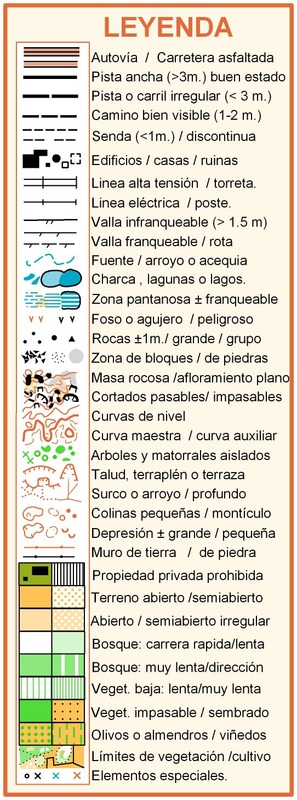 LEYENDA
Autovía / Carretera asfaltada
Pista ancha (>3m.) buen estado
Pista o carril irregular (< 3 m.)
Camino bien visible (1-2 m.)
Senda (<1m.) / discontinua
Edificios / casas / ruinas
Linea alta tensión / torreta.
Linea eléctrica / poste.
Valla infranqueable (> 1.5 m)
Valla franqueable / rota
Fuente / arroyo o acequia
Charca , lagunas o lagos.
Zona pantanosa ± franqueable
Foso o agujero / peligroso
Rocas ±1m./ grande / grupo
Zona de bloques / de piedras
Masa rocosa /afloramiento plano
Cortados pasables/ impasables
Curvas de nivel
Curva maestra / curva auxiliar
Arboles y matorrales aislados
Talud, terraplén o terraza
Surco o arroyo / profundo
Colinas pequeñas / montículo
Depresión ± grande / pequeña
Muro de tierra / de piedra
Propiedad privada prohibida
Terreno abierto /semiabierto
Abierto / semiabierto irregular
Bosque: carrera rapida/lenta
Bosque: muy lenta/dirección
Veget. baja: lenta/muy lenta
Veget. impasable / sembrado
Olivos o almendros / viñedos
Límites de vegetación /cultivo
Elementos especiales.